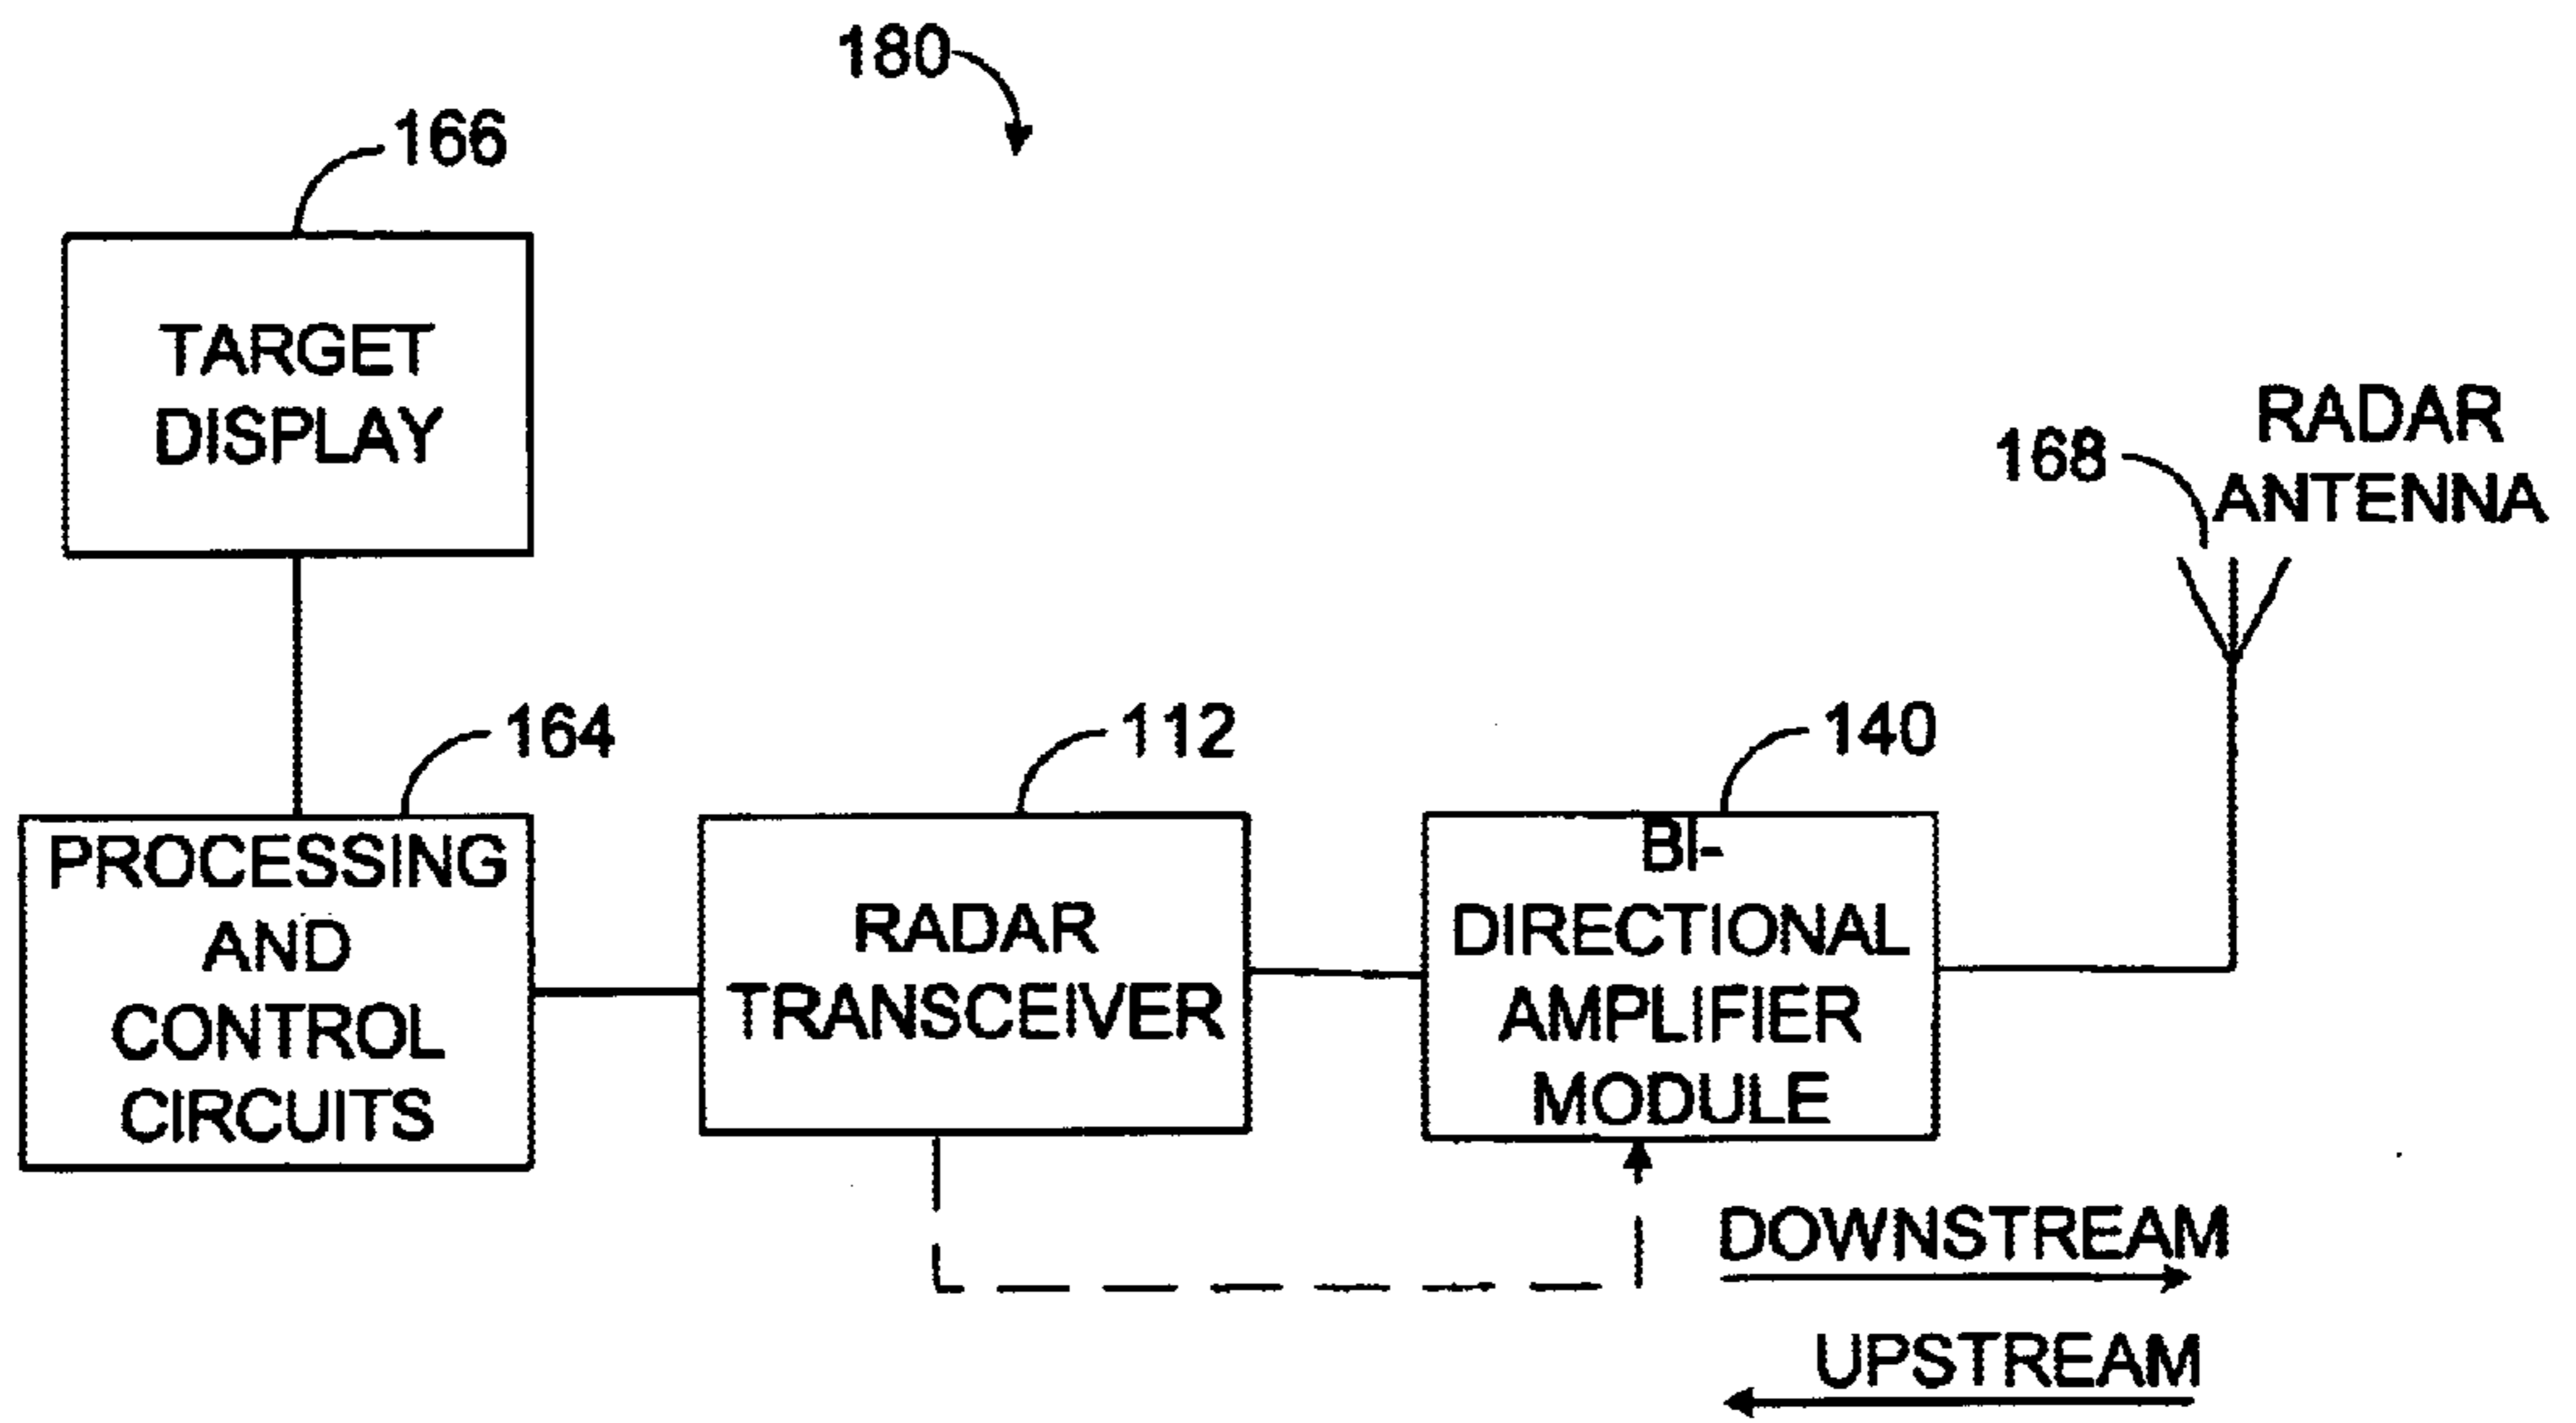 180
166
TARGET
DISPLAY
RADAR
ANTENNA
168
164
112
140
PROCESSING
AND
CONTROL
CIRCUITS
RADAR
TRANSCEIVER
BI-
DIRECTIONAL
AMPLIFIER
MODULE
DOWNSTREAM
UPSTREAM